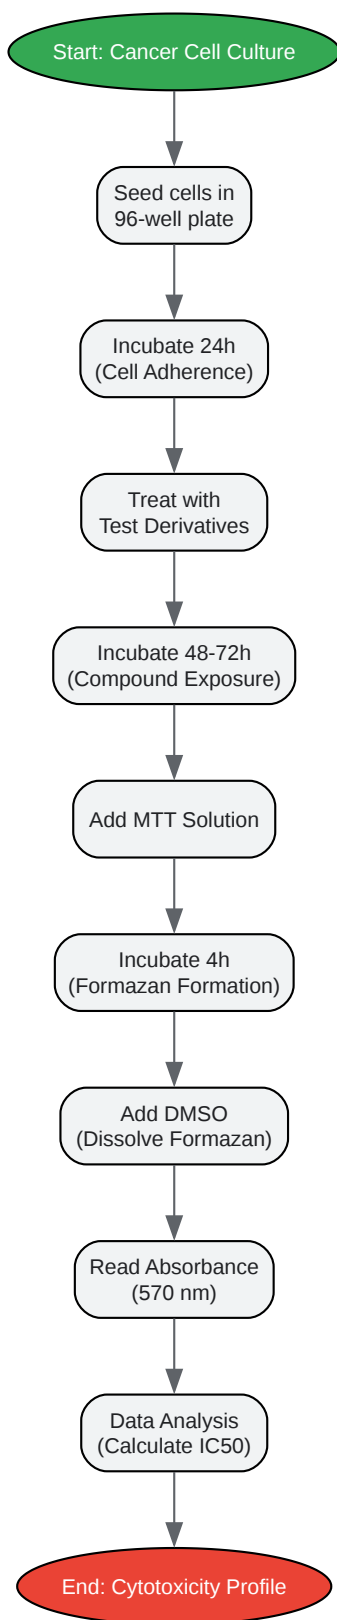 Start: Cancer Cell Culture
Seed cells in
96-well plate
Incubate 24h
(Cell Adherence)
Treat with
Test Derivatives
Incubate 48-72h
(Compound Exposure)
Add MTT Solution
Incubate 4h
(Formazan Formation)
Add DMSO
(Dissolve Formazan)
Read Absorbance
(570 nm)
Data Analysis
(Calculate IC50)
End: Cytotoxicity Profile